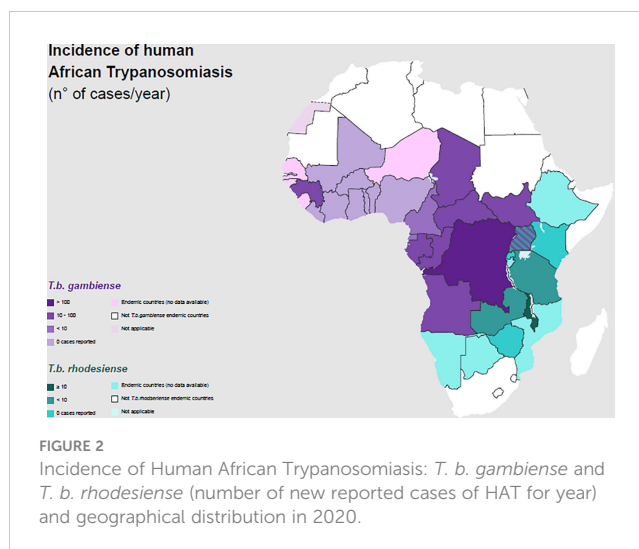 Incidence of human
African Trypanosomiasis
(n° of cases/year)
T.b. gambiense
> 100
10 - 100
< 10
0 cases reported
Endemic countries (no data available)
Not T.b.gambiense endemic countries
Not applicable
T.b. rhodesiense
≥ 10
< 10
0 cases reported
Endemic countries (no data available)
Not T.b.rhodseriense endemic countries
Not applicable
FIGURE 2
Incidence of Human African Trypanosomiasis: T. b. gambiense and
T. b. rhodesiense (number of new reported cases of HAT for year)
and geographical distribution in 2020.